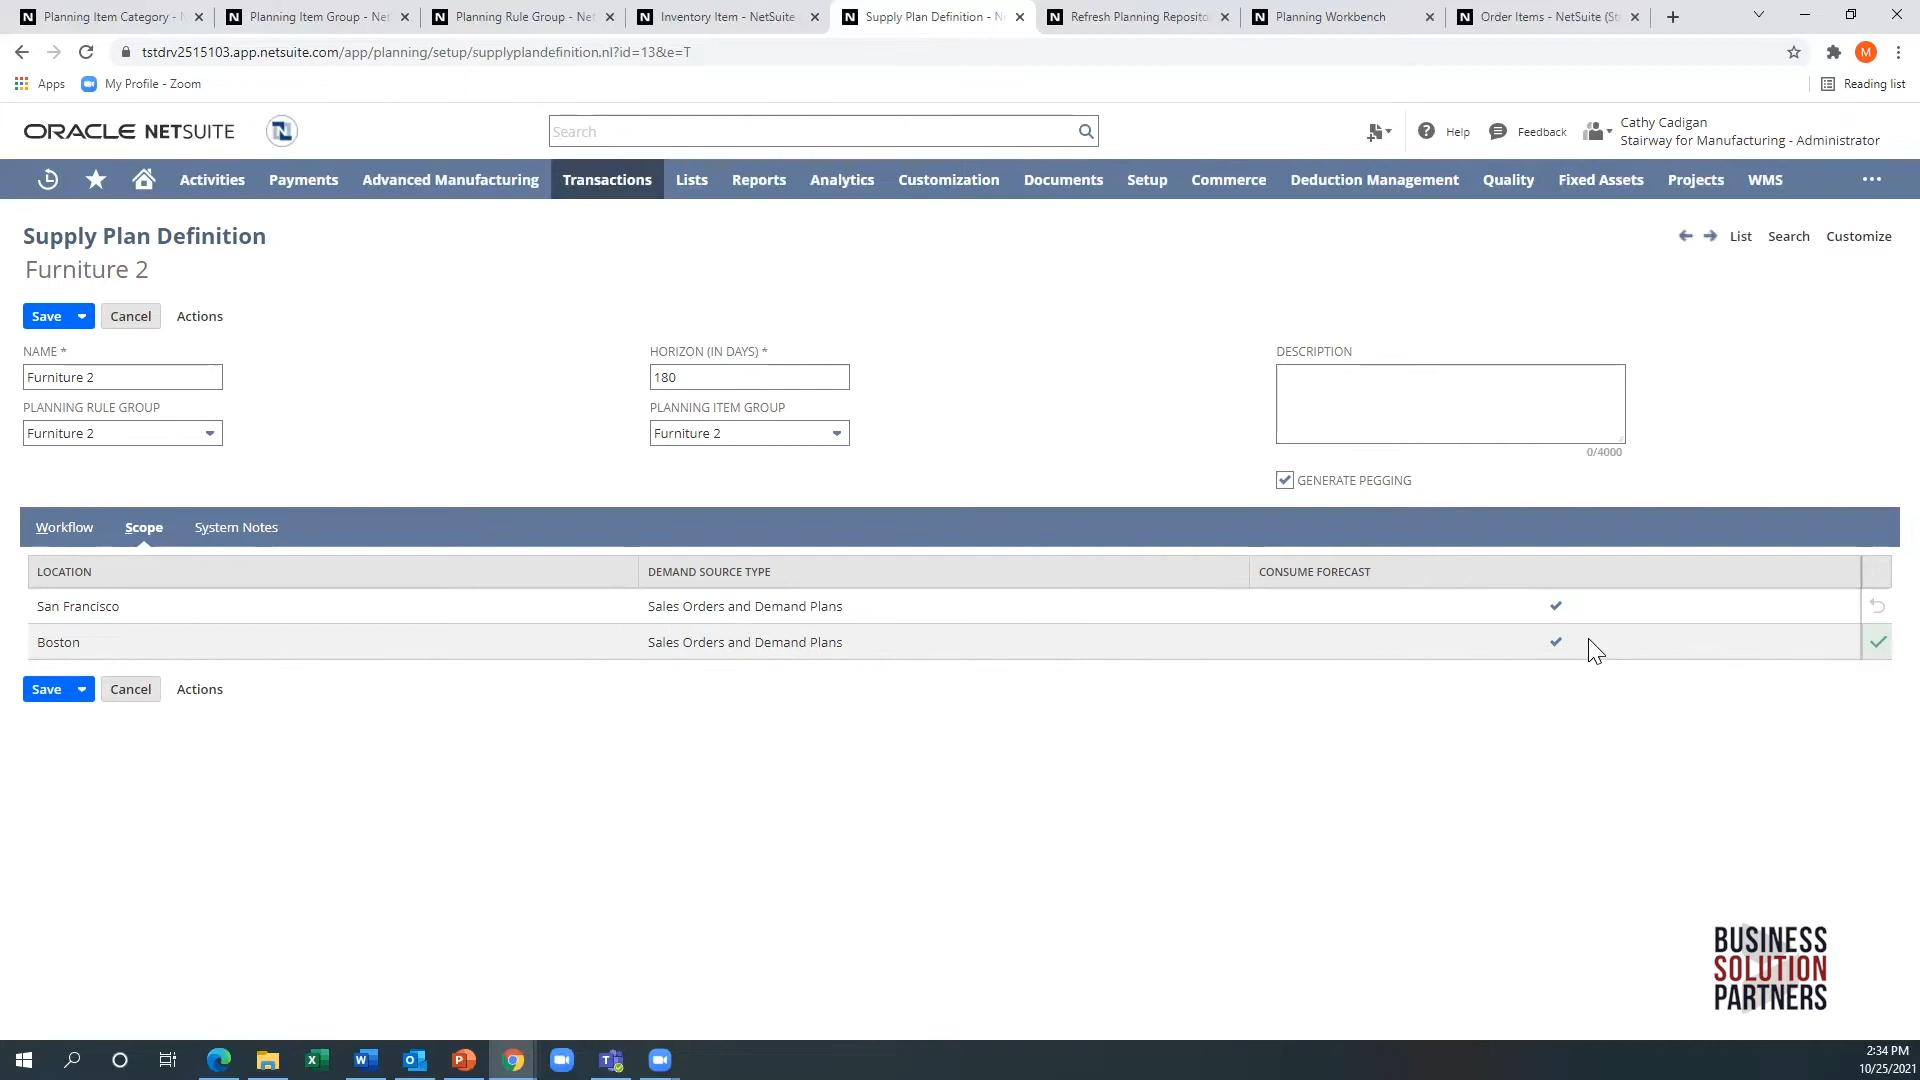 Planning Item Category - N
Planning Item Group - Net
Planning Rule Group - Net
Inventory Item - NetSuite
Supply Plan Definition - N
Refresh Planning Reposito
Planning Workbench
Order Items - NetSuite (St
tstdrv2515103.app.netsuite.com/app/planning/setup/supplyplandefinition.nl?id=13&e=T
M
Apps
My Profile - Zoom
Reading list
ORACLE NETSUITE
N
Search
Help
Feedback
Cathy Cadigan
Stairway for Manufacturing - Administrator
Activities Payments Advanced Manufacturing Transactions Lists Reports Analytics Customization Documents Setup Commerce Deduction Management Quality Fixed Assets Projects WMS
Supply Plan Definition
List Search Customize
Furniture 2
Save Cancel Actions
NAME * HORIZON (IN DAYS) * DESCRIPTION
Furniture 2 180
PLANNING RULE GROUP PLANNING ITEM GROUP
Furniture 2 Furniture 2
0/4000
GENERATE PEGGING
Workflow Scope System Notes
LOCATION DEMAND SOURCE TYPE CONSUME FORECAST
San Francisco Sales Orders and Demand Plans
Boston Sales Orders and Demand Plans
Save Cancel Actions
BUSINESS
SOLUTION
PARTNERS
2:34 PM
10/25/2021